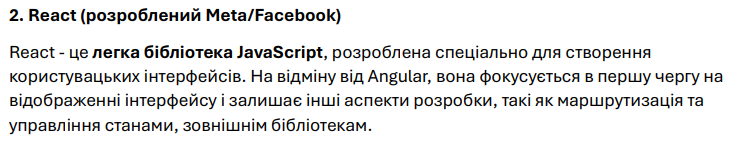 2. React (розроблений Meta/Facebook)
React - це легка бібліотека JavaScript, розроблена спеціально для створення
користувацьких інтерфейсів. На відміну від Angular, вона фокусується в першу чергу на
відображенні інтерфейсу і залишає інші аспекти розробки, такі як маршрутизація та
управління станами, зовнішнім бібліотекам.